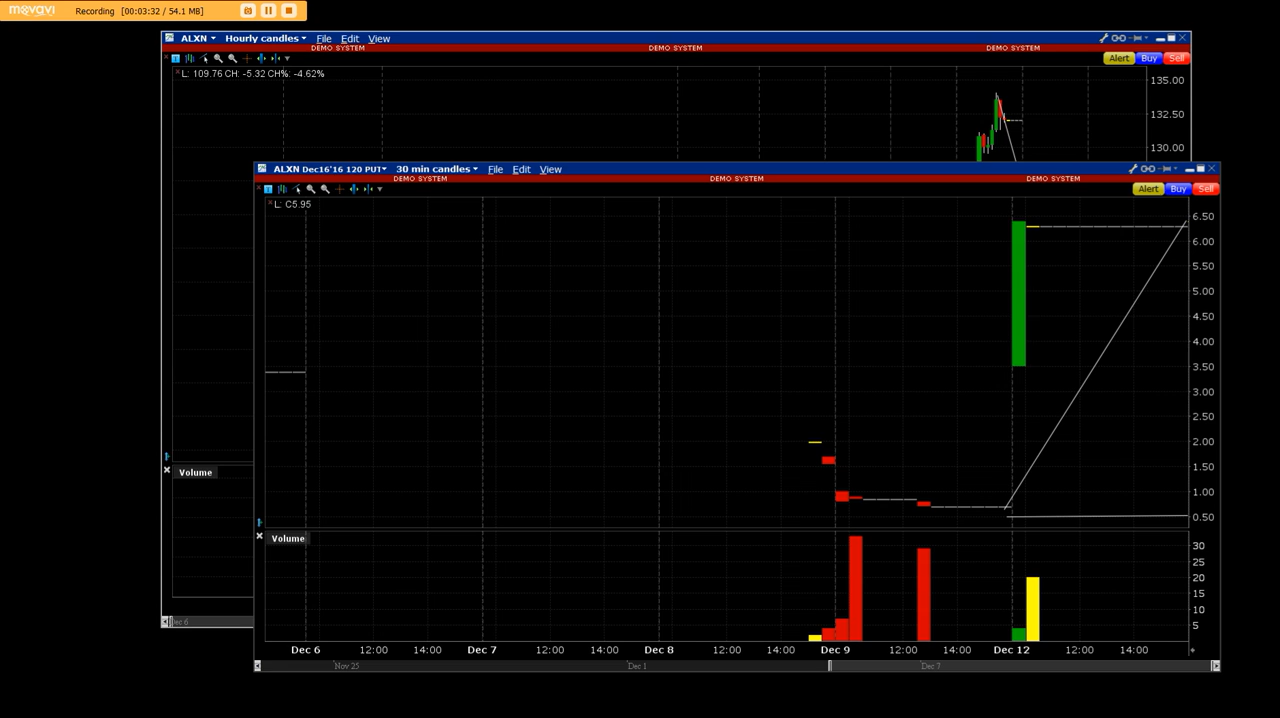 movavi Recording [00:03:32 / 54.1 MB]
ALXN Hourly candles File Edit View
DEMO SYSTEM DEMO SYSTEM DEMO SYSTEM
Alert Buy Sell
L: 109.76 CH: -5.32 CH%: -4.62%
135.00
132.50
130.00
ALXN Dec16'16 120 PUT 30 min candles File Edit View
DEMO SYSTEM DEMO SYSTEM DEMO SYSTEM
Alert Buy Sell
L: C5.95
6.50
6.00
5.50
5.00
4.50
4.00
3.50
3.00
2.50
2.00
1.50
1.00
0.50
Volume
Volume
30
25
20
15
10
5
Dec 6
Dec 6 12:00 14:00 Dec 7 12:00 14:00 Dec 8 12:00 14:00 Dec 9 12:00 14:00 Dec 12 12:00 14:00
Nov 25 Dec 1 Dec 7